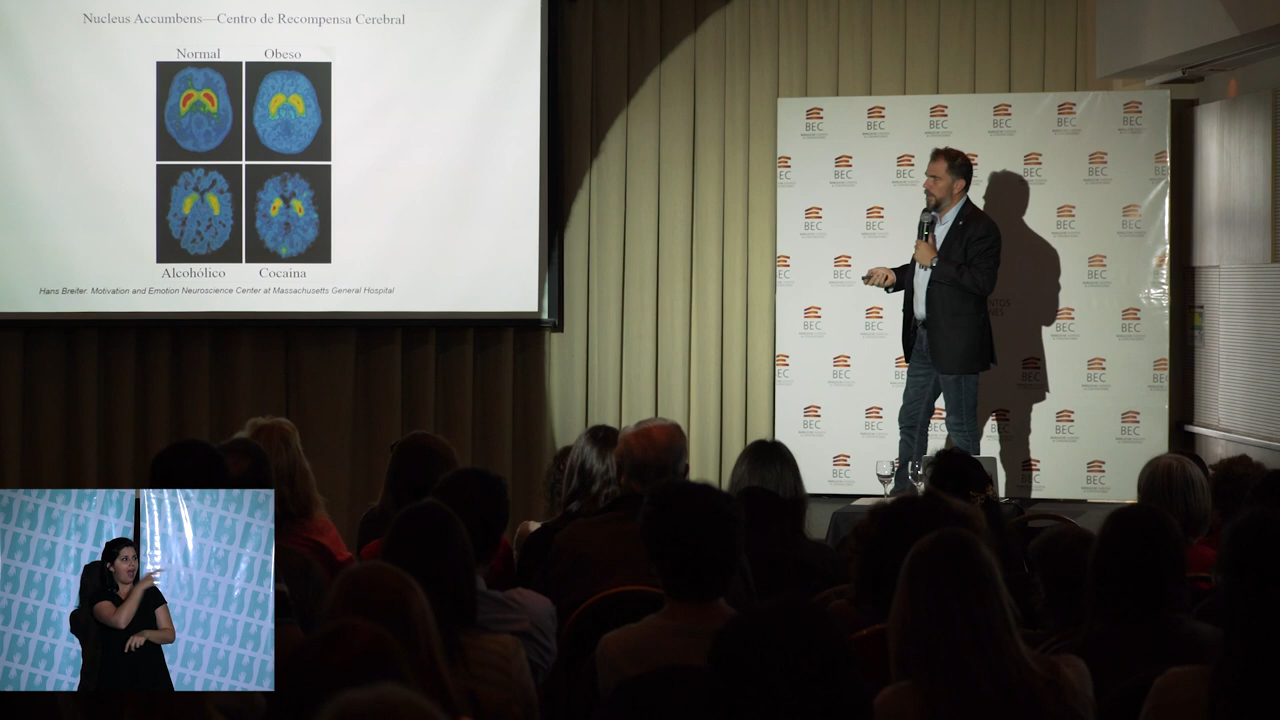 Nucleus Accumbens—Centro de Recompensa Cerebral
Normal
Obeso
Alcohólico
Cocaina
Hans Breiter. Motivation and Emotion Neuroscience Center at Massachusetts General Hospital
BEC